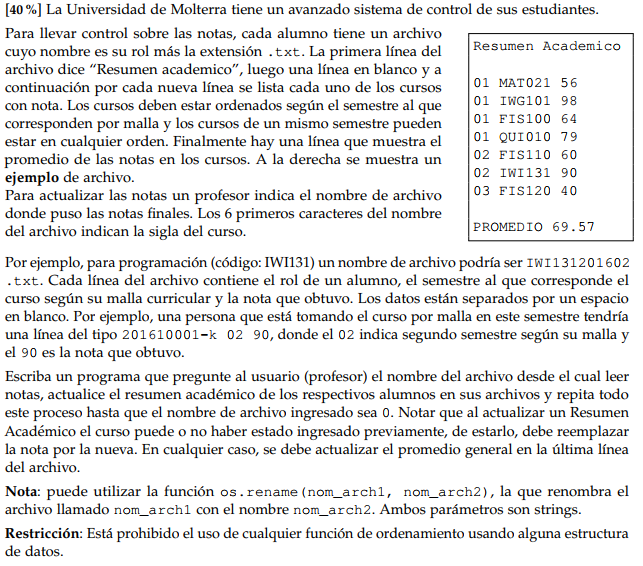 [40 %] La Universidad de Molterra tiene un avanzado sistema de control de sus estudiantes.
Para llevar control sobre las notas, cada alumno tiene un archivo
cuyo nombre es su rol más la extensión .txt. La primera línea del
archivo dice “Resumen academico”, luego una línea en blanco y a
continuación por cada nueva línea se lista cada uno de los cursos
con nota. Los cursos deben estar ordenados según el semestre al que
corresponden por malla y los cursos de un mismo semestre pueden
estar en cualquier orden. Finalmente hay una línea que muestra el
promedio de las notas en los cursos. A la derecha se muestra un
ejemplo de archivo.
Para actualizar las notas un profesor indica el nombre de archivo
donde puso las notas finales. Los 6 primeros caracteres del nombre
del archivo indican la sigla del curso.
Resumen Academico
01 MAT021 56
01 IWG101 98
01 FIS100 64
01 QUI010 79
02 FIS110 60
02 IWI131 90
03 FIS120 40
PROMEDIO 69.57
Por ejemplo, para programación (código: IWI131) un nombre de archivo podría ser IWI131201602
.txt. Cada línea del archivo contiene el rol de un alumno, el semestre al que corresponde el
curso según su malla curricular y la nota que obtuvo. Los datos están separados por un espacio
en blanco. Por ejemplo, una persona que está tomando el curso por malla en este semestre tendría
una línea del tipo 201610001-k 02 90, donde el 02 indica segundo semestre según su malla y
el 90 es la nota que obtuvo.
Escriba un programa que pregunte al usuario (profesor) el nombre del archivo desde el cual leer
notas, actualice el resumen académico de los respectivos alumnos en sus archivos y repita todo
este proceso hasta que el nombre de archivo ingresado sea 0. Notar que al actualizar un Resumen
Académico el curso puede o no haber estado ingresado previamente, de estarlo, debe reemplazar
la nota por la nueva. En cualquier caso, se debe actualizar el promedio general en la última línea
del archivo.
Nota: puede utilizar la función os.rename(nom_arch1, nom_arch2), la que renombra el
archivo llamado nom_arch1 con el nombre nom_arch2. Ambos parámetros son strings.
Restricción: Está prohibido el uso de cualquier función de ordenamiento usando alguna estructura
de datos.